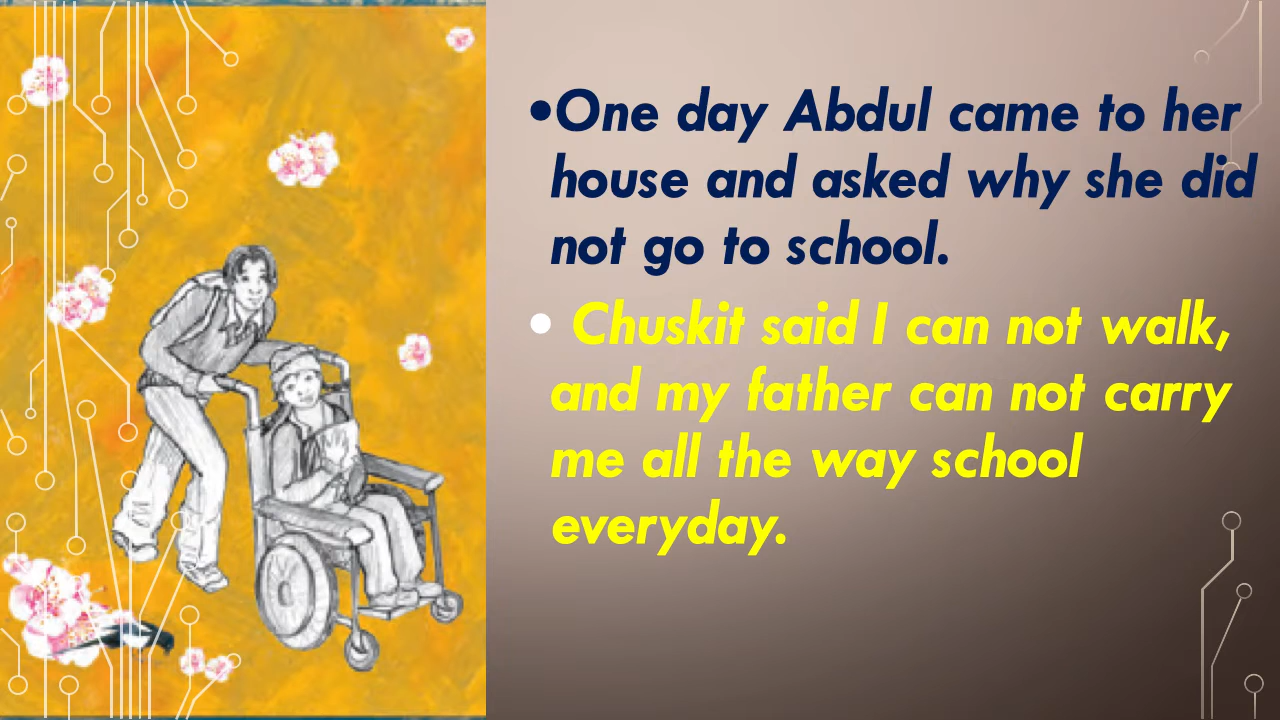 •One day Abdul came to her
house and asked why she did
not go to school.
• Chuskit said I can not walk,
and my father can not carry
me all the way school
everyday.